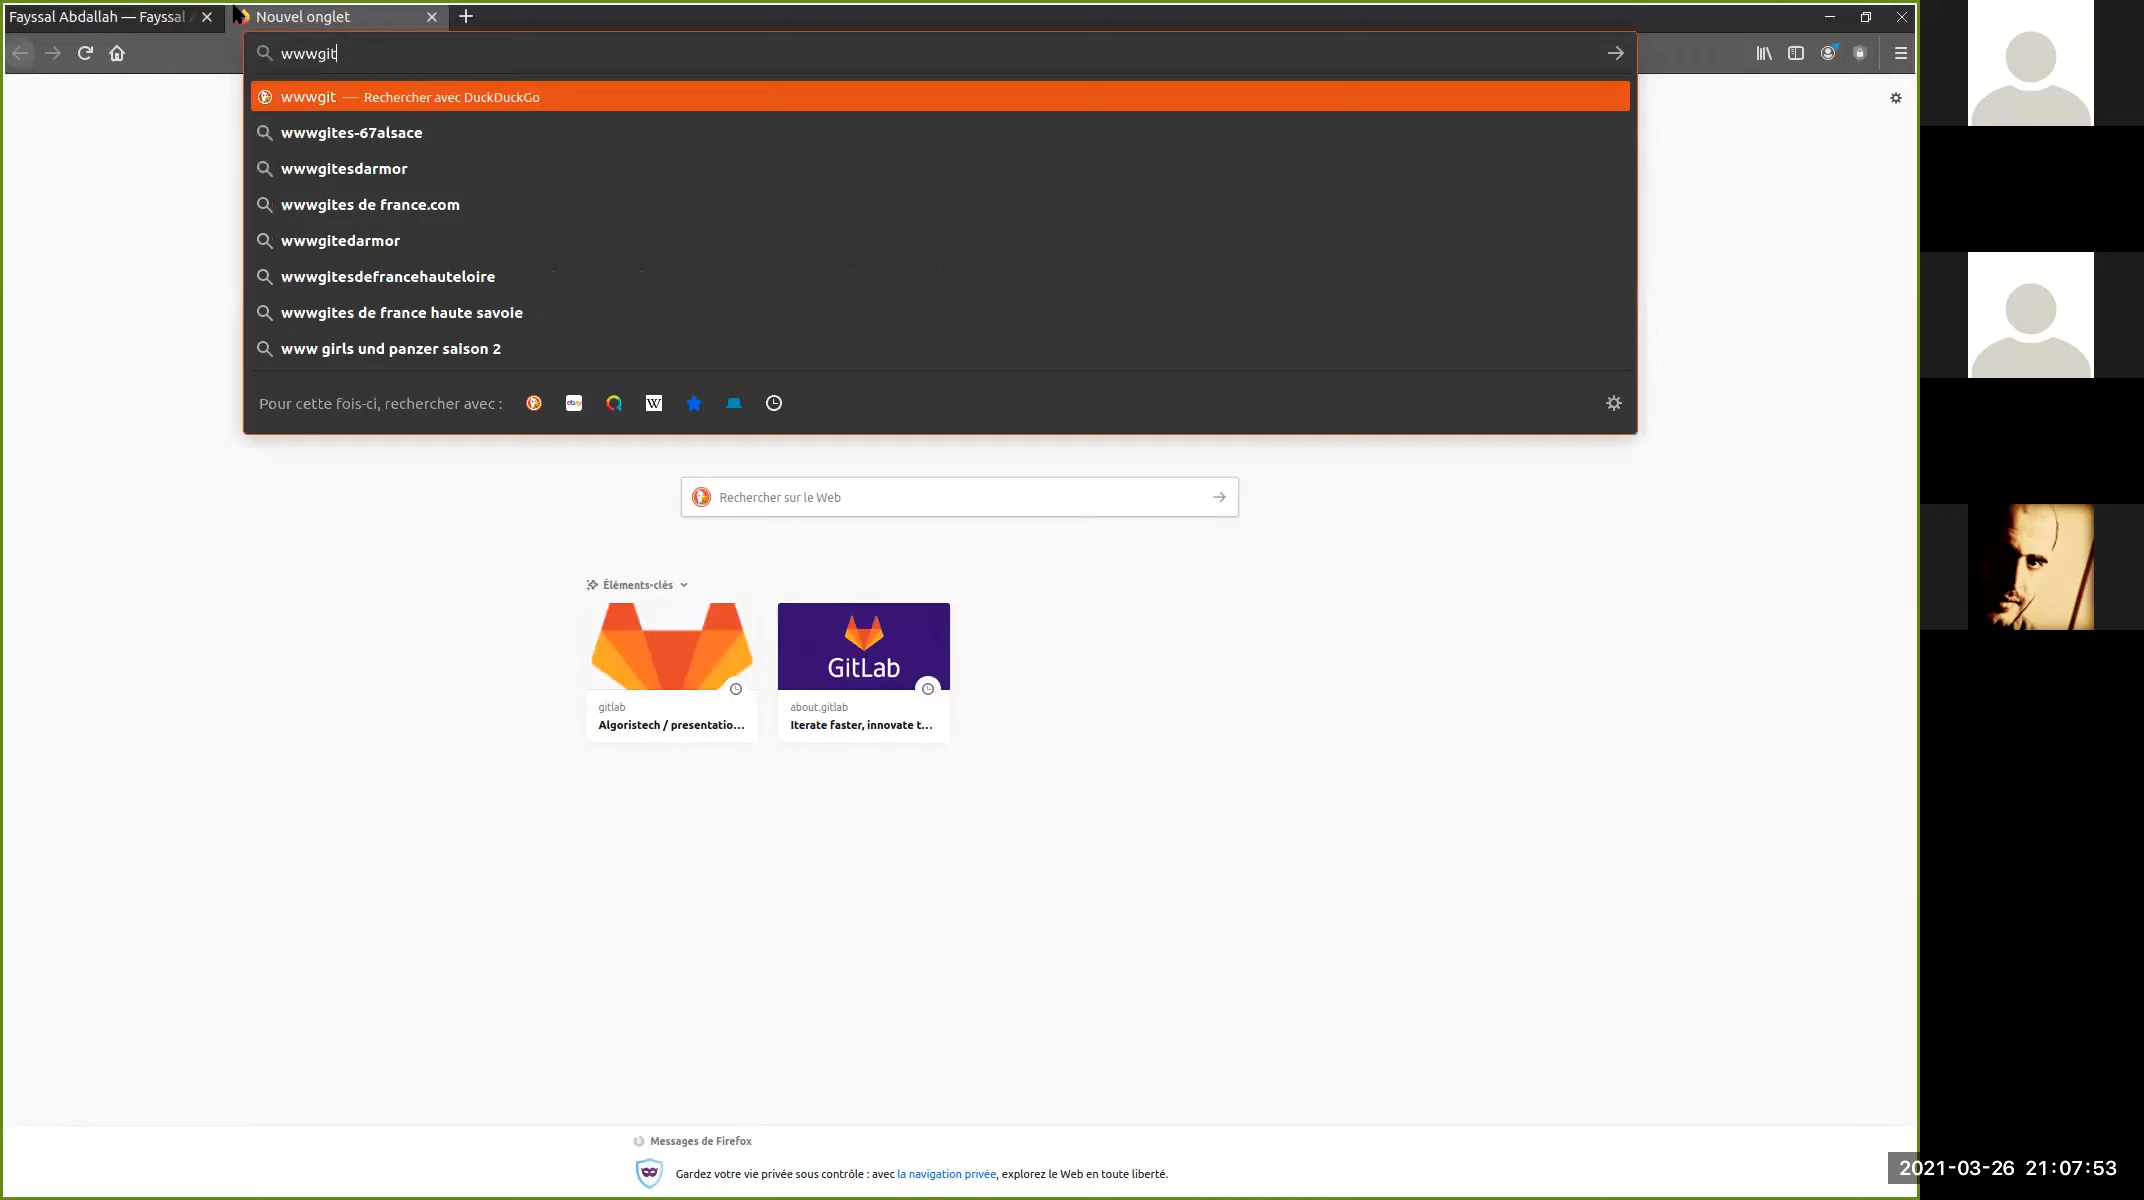 Fayssal Abdallah — Fayssal
Nouvel onglet
wwwgit
wwwgit — Rechercher avec DuckDuckGo
wwwgites-67alsace
wwwgitesdarmor
wwwgites de france.com
wwwgitedarmor
wwwgitesdefrancehauteloire
wwwgites de france haute savoie
www girls und panzer saison 2
Pour cette fois-ci, rechercher avec :
ebay
W
Rechercher sur le Web
Éléments-clés
GitLab
gitlab
Algoristech / presentatio...
about.gitlab
Iterate faster, innovate t...
Messages de Firefox
Gardez votre vie privée sous contrôle : avec la navigation privée, explorez le Web en toute liberté.
2021-03-26 21:07:53